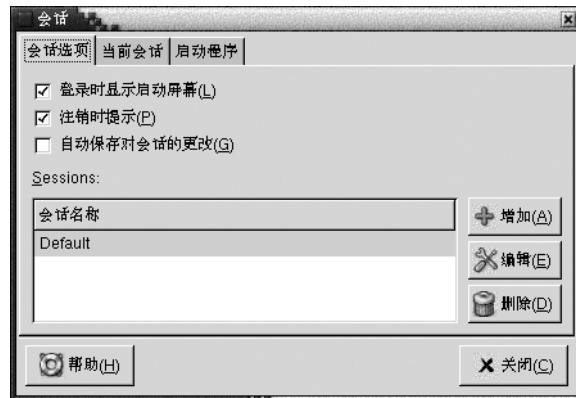 会话
会话选项 当前会话 启动程序
登录时显示启动屏幕(L)
注销时提示(P)
自动保存对会话的更改(G)
Sessions:
会话名称
Default
增加(A)
编辑(E)
删除(D)
帮助(H)
关闭(C)